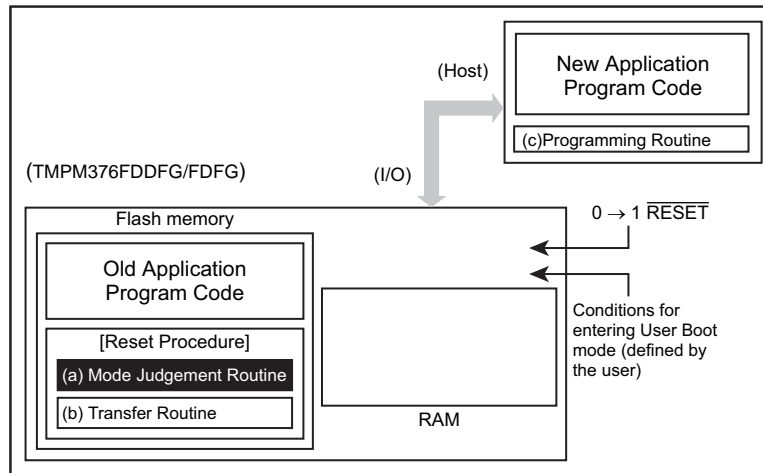 (Host)
New Application
Program Code
(c)Programming Routine
(TMPM376FDDFG/FDFG)
(I/O)
Flash memory
0 → 1 RESET
Old Application
Program Code
[Reset Procedure]
(a) Mode Judgement Routine
(b) Transfer Routine
RAM
Conditions for
entering User Boot
mode (defined by
the user)